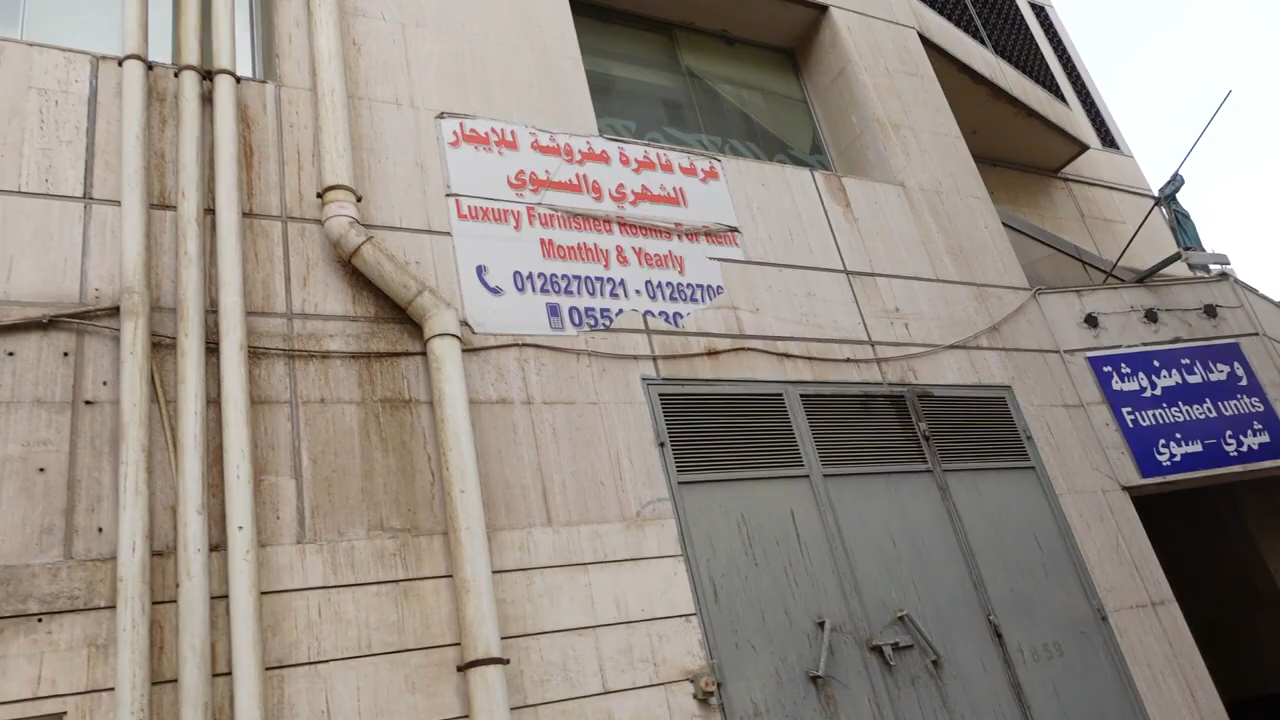 غرف فاخرة مفروشة للإيجار
الشهري والسنوي
Luxury Furnished Rooms For Rent
Monthly & Yearly
0126270721 -
وحدات مفروشة
Furnished units
شهري - سنوي
1859